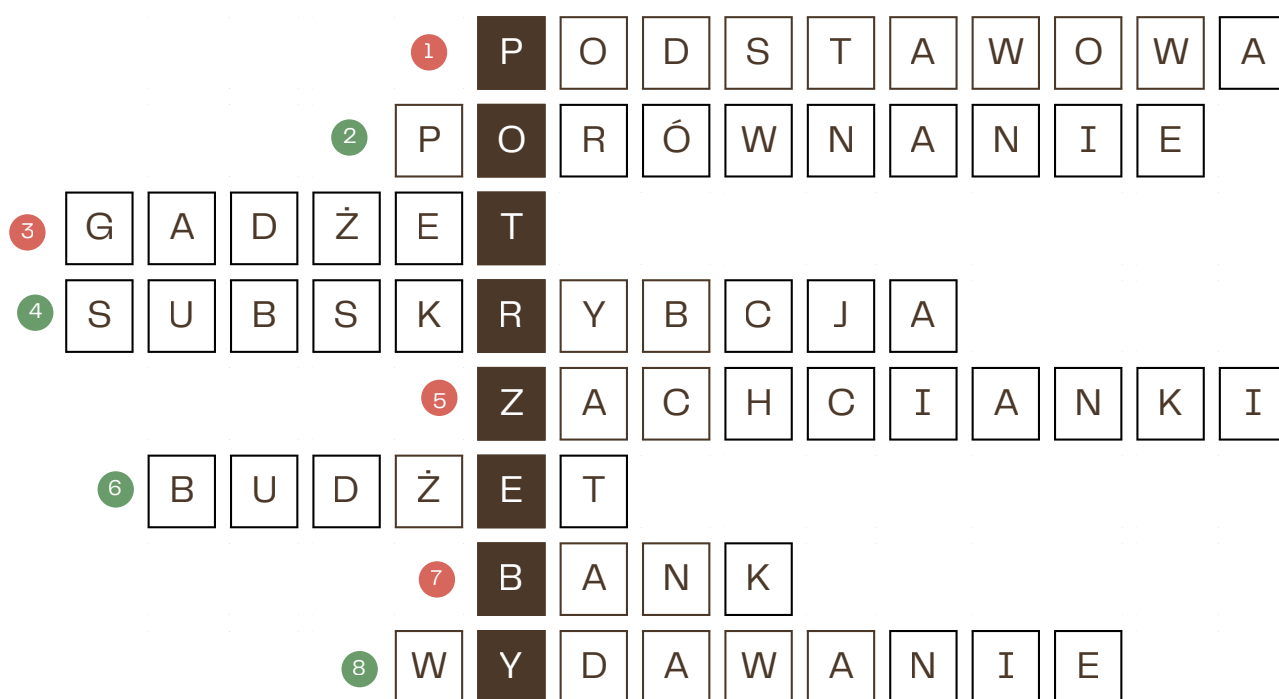 1 PODSTAWOWA
2 PORÓWNANIE
3 GADŻET
4 SUBSKRYBCJA
5 ZACHCIANKI
6 BUDŻET
7 BANK
8 WYDAWANIE